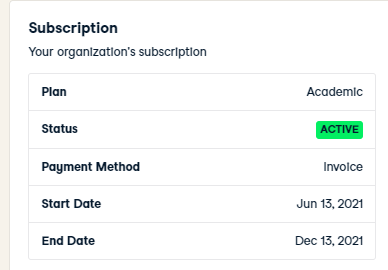 Subscription
Your organization's subscription
Plan Academic
Status ACTIVE
Payment Method Invoice
Start Date Jun 13, 2021
End Date Dec 13, 2021